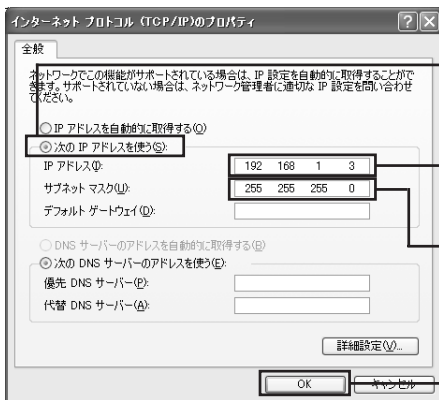 インターネット プロトコル (TCP/IP)のプロパティ
全般
ネットワークでこの機能がサポートされている場合は、IP 設定を自動的に取得することがで
きます。サポートされていない場合は、ネットワーク管理者に適切な IP 設定を問い合わせ
てください。
IP アドレスを自動的に取得する(O)
次の IP アドレスを使う(S):
IP アドレス(I): 192 168 1 3
サブネット マスク(U): 255 255 255 0
デフォルト ゲートウェイ(D):
DNS サーバーのアドレスを自動的に取得する(B)
次の DNS サーバーのアドレスを使う(E):
優先 DNS サーバー(P):
代替 DNS サーバー(A):
詳細設定(V)...
OK キャンセル